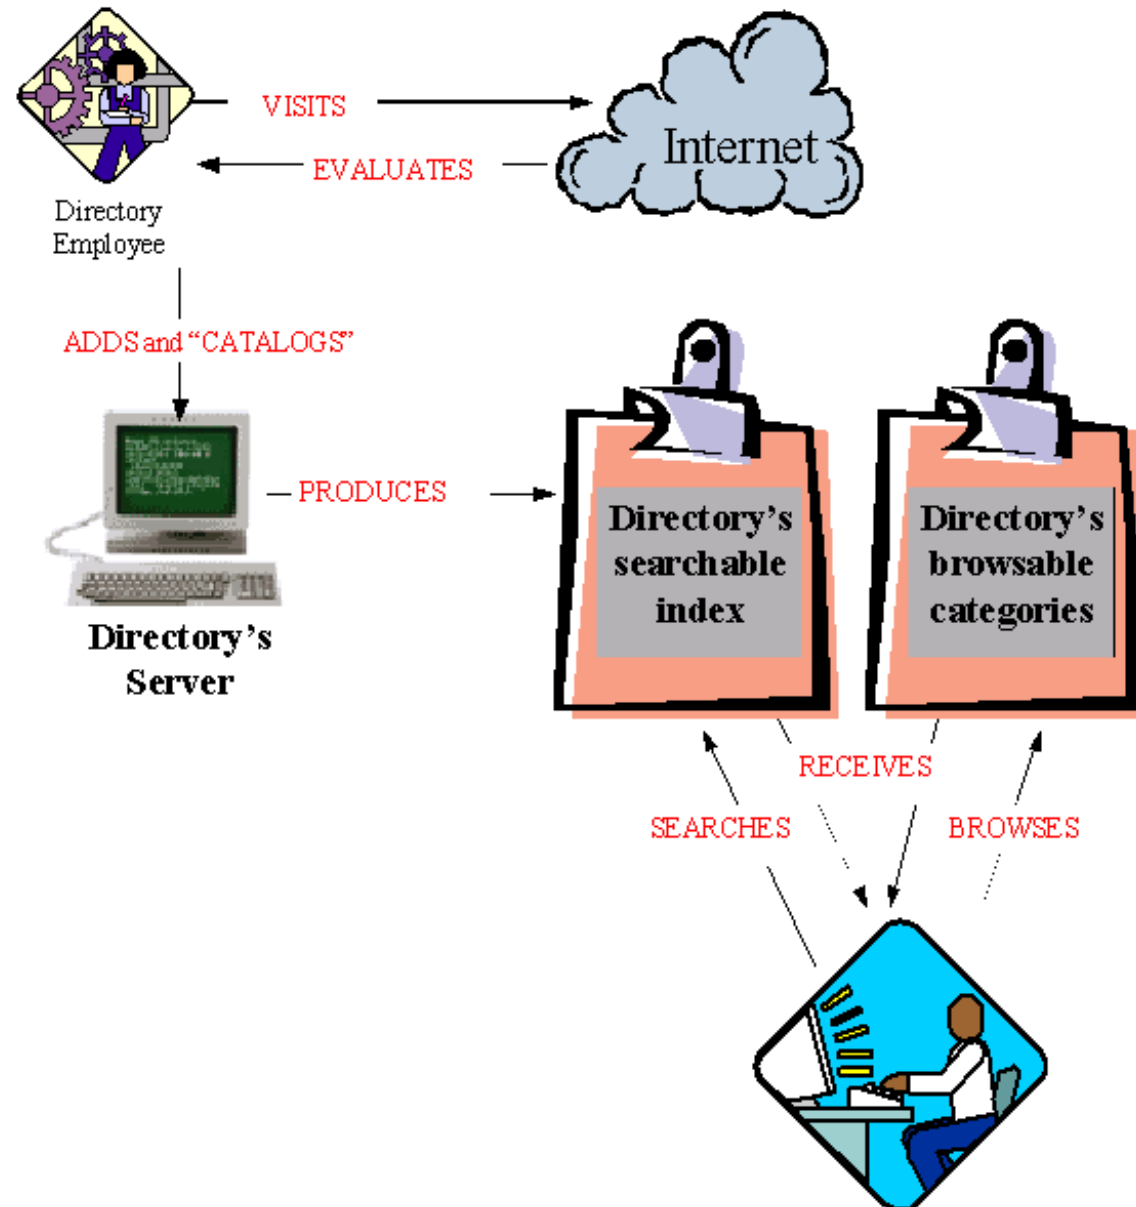 VISITS
Internet
EVALUATES
Directory
Employee
ADDS and “CATALOGS”
PRODUCES
Directory’s
searchable
index
Directory’s
browsable
categories
Directory’s
Server
RECEIVES
SEARCHES
BROWSES